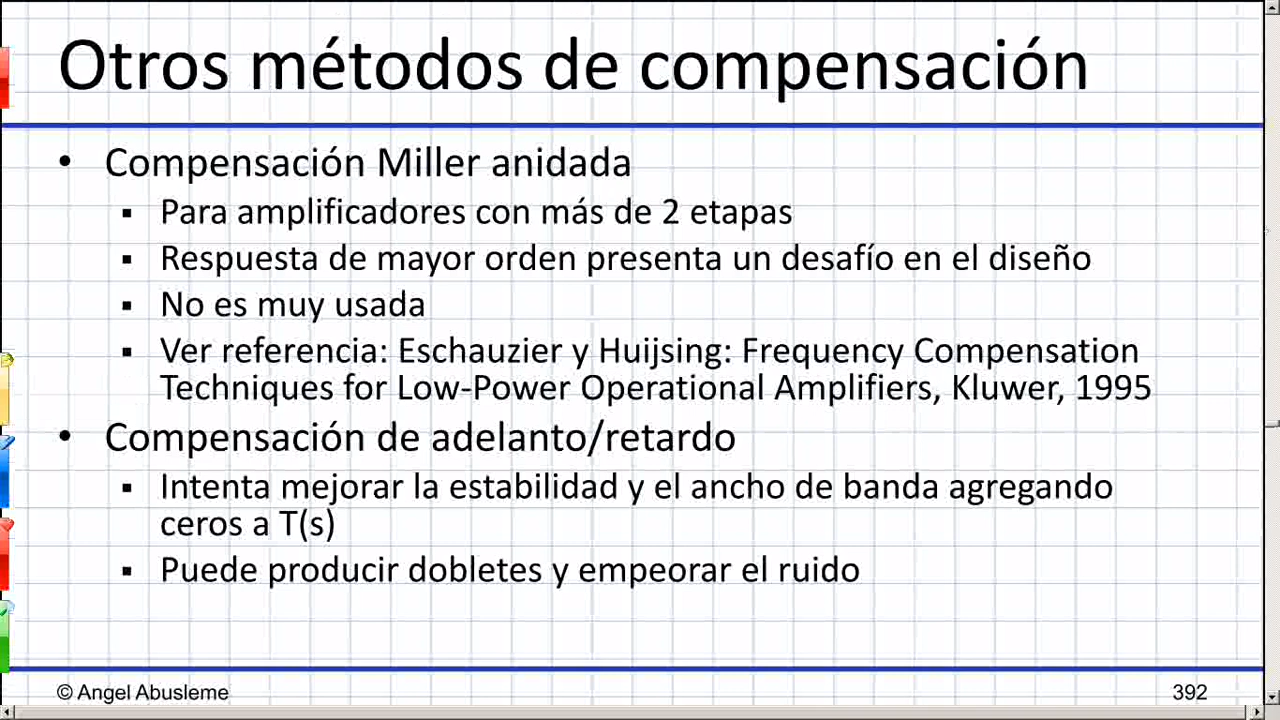 Otros métodos de compensación
• Compensación Miller anidada
▪ Para amplificadores con más de 2 etapas
▪ Respuesta de mayor orden presenta un desafío en el diseño
▪ No es muy usada
▪ Ver referencia: Eschauzier y Huijsing: Frequency Compensation
Techniques for Low-Power Operational Amplifiers, Kluwer, 1995
• Compensación de adelanto/retardo
▪ Intenta mejorar la estabilidad y el ancho de banda agregando
ceros a T(s)
▪ Puede producir dobletes y empeorar el ruido
© Angel Abusleme
392